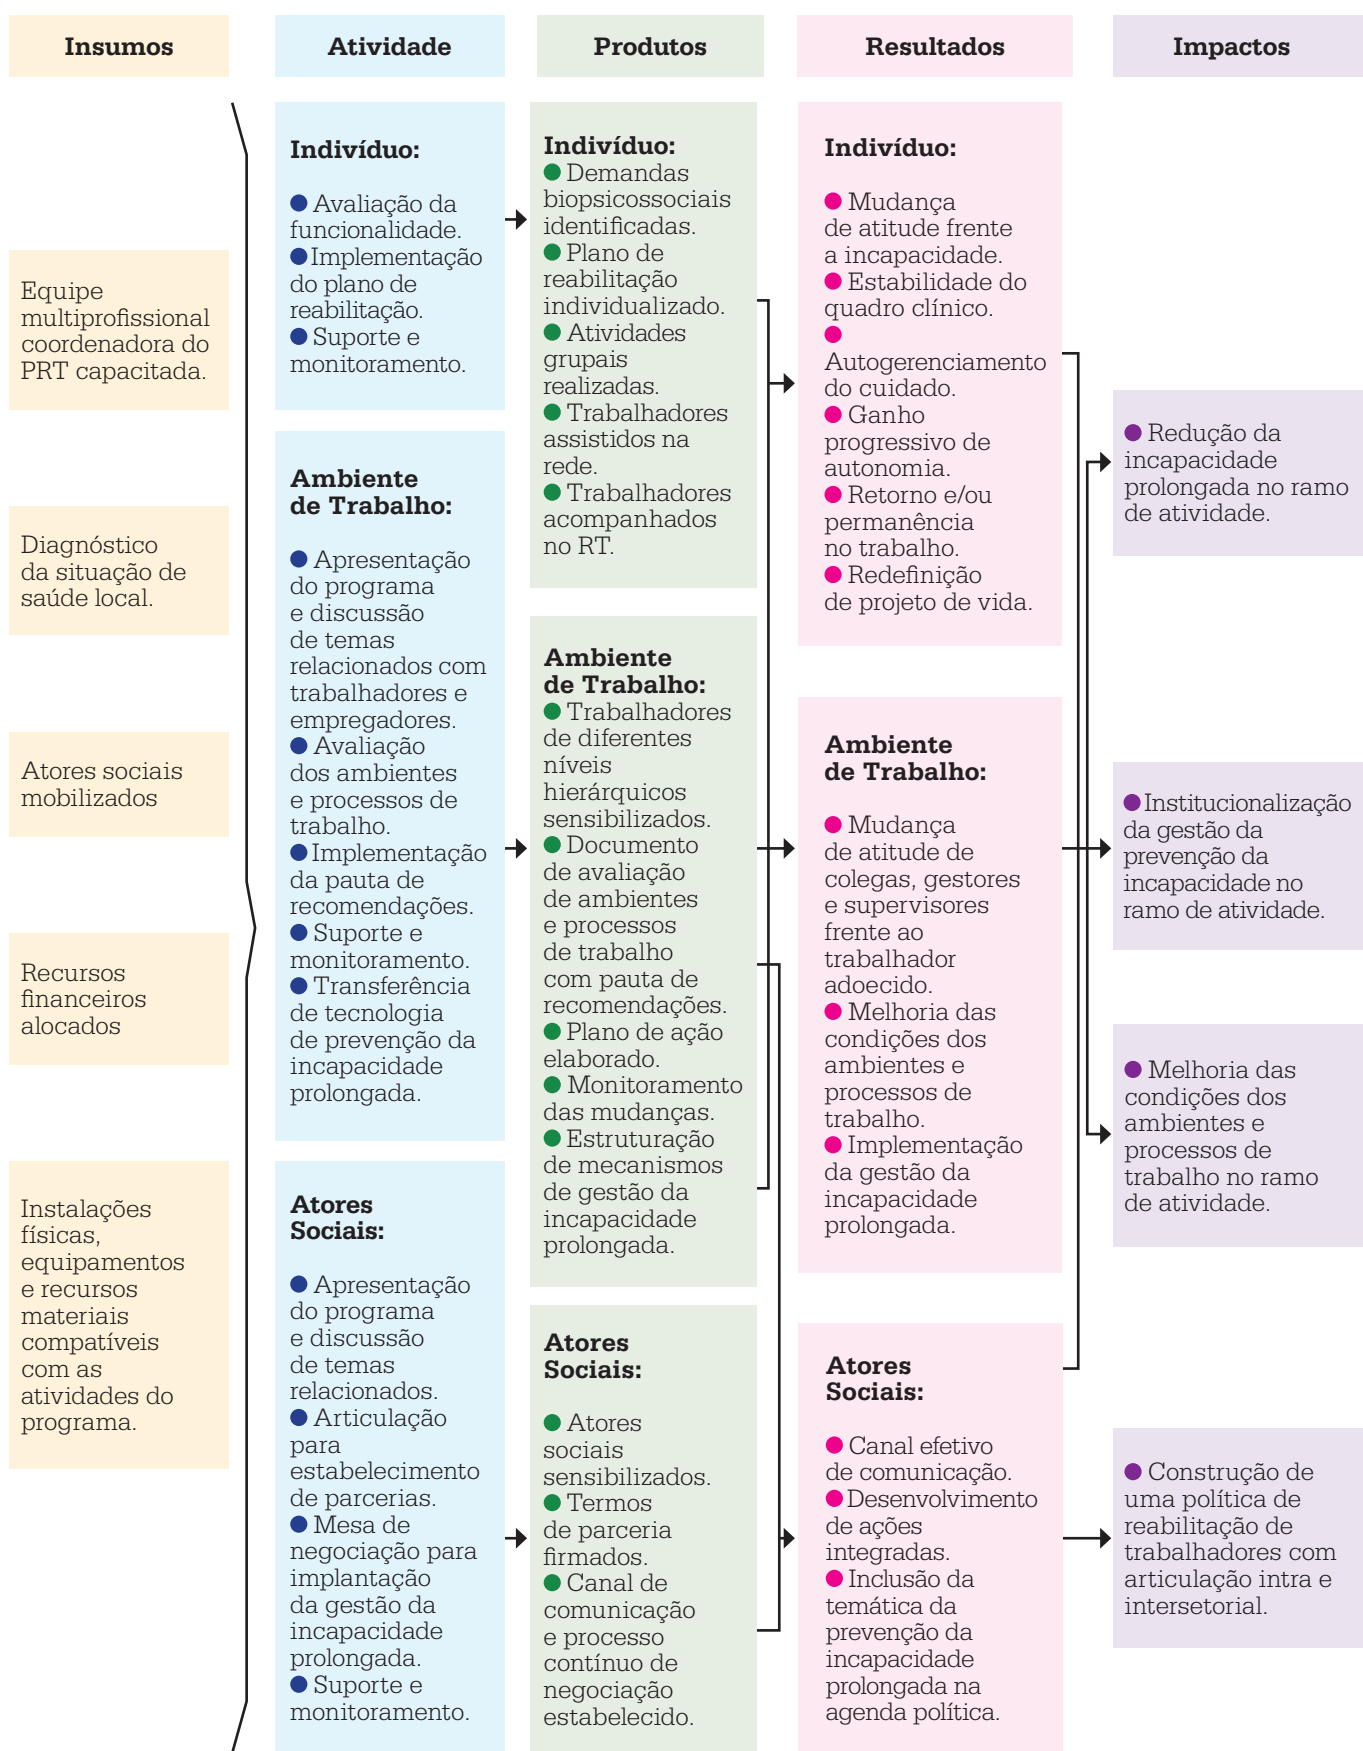 Insumos
Equipe
multiprofissional
coordenadora do
PRT capacitada.
Diagnóstico
da situação de
saúde local.
Atores sociais
mobilizados
Recursos
financeiros
alocados
Instalações
físicas,
equipamentos
e recursos
materiais
compatíveis
com as
atividades do
programa.
Atividade
Indivíduo:
● Avaliação da
funcionalidade.
● Implementação
do plano de
reabilitação.
● Suporte e
monitoramento.
Ambiente
de Trabalho:
● Apresentação
do programa
e discussão
de temas
relacionados com
trabalhadores e
empregadores.
● Avaliação
dos ambientes
e processos de
trabalho.
● Implementação
da pauta de
recomendações.
● Suporte e
monitoramento.
● Transferência
de tecnologia
de prevenção da
incapacidade
prolongada.
Atores
Sociais:
● Apresentação
do programa
e discussão
de temas
relacionados.
● Articulação
para
estabelecimento
de parcerias.
● Mesa de
negociação para
implantação
da gestão da
incapacidade
prolongada.
● Suporte e
monitoramento.
Produtos
Indivíduo:
● Demandas
biopsicossociais
identificadas.
● Plano de
reabilitação
individualizado.
● Atividades
grupais
realizadas.
● Trabalhadores
assistidos na
rede.
● Trabalhadores
acompanhados
no RT.
Ambiente
de Trabalho:
● Trabalhadores
de diferentes
níveis
hierárquicos
sensibilizados.
● Documento
de avaliação
de ambientes
e processos
de trabalho
com pauta de
recomendações.
● Plano de ação
elaborado.
● Monitoramento
das mudanças.
● Estruturação
de mecanismos
de gestão da
incapacidade
prolongada.
Atores
Sociais:
● Atores
sociais
sensibilizados.
● Termos
de parceria
firmados.
● Canal de
comunicação
e processo
contínuo de
negociação
estabelecido.
Resultados
Indivíduo:
● Mudança
de atitude frente
a incapacidade.
● Estabilidade do
quadro clínico.
●
Autogerenciamento
do cuidado.
● Ganho
progressivo de
autonomia.
● Retorno e/ou
permanência
no trabalho.
● Redefinição
de projeto de vida.
Ambiente
de Trabalho:
● Mudança
de atitude de
colegas, gestores
e supervisores
frente ao
trabalhador
adoecido.
● Melhoria das
condições dos
ambientes e
processos de
trabalho.
● Implementação
da gestão da
incapacidade
prolongada.
Atores
Sociais:
● Canal efetivo
de comunicação.
● Desenvolvimento
de ações
integradas.
● Inclusão da
temática da
prevenção da
incapacidade
prolongada na
agenda política.
Impactos
● Redução da
incapacidade
prolongada no ramo
de atividade.
● Institucionalização
da gestão da
prevenção da
incapacidade no
ramo de atividade.
● Melhoria das
condições dos
ambientes e
processos de
trabalho no ramo
de atividade.
● Construção de
uma política de
reabilitação de
trabalhadores com
articulação intra e
intersetorial.